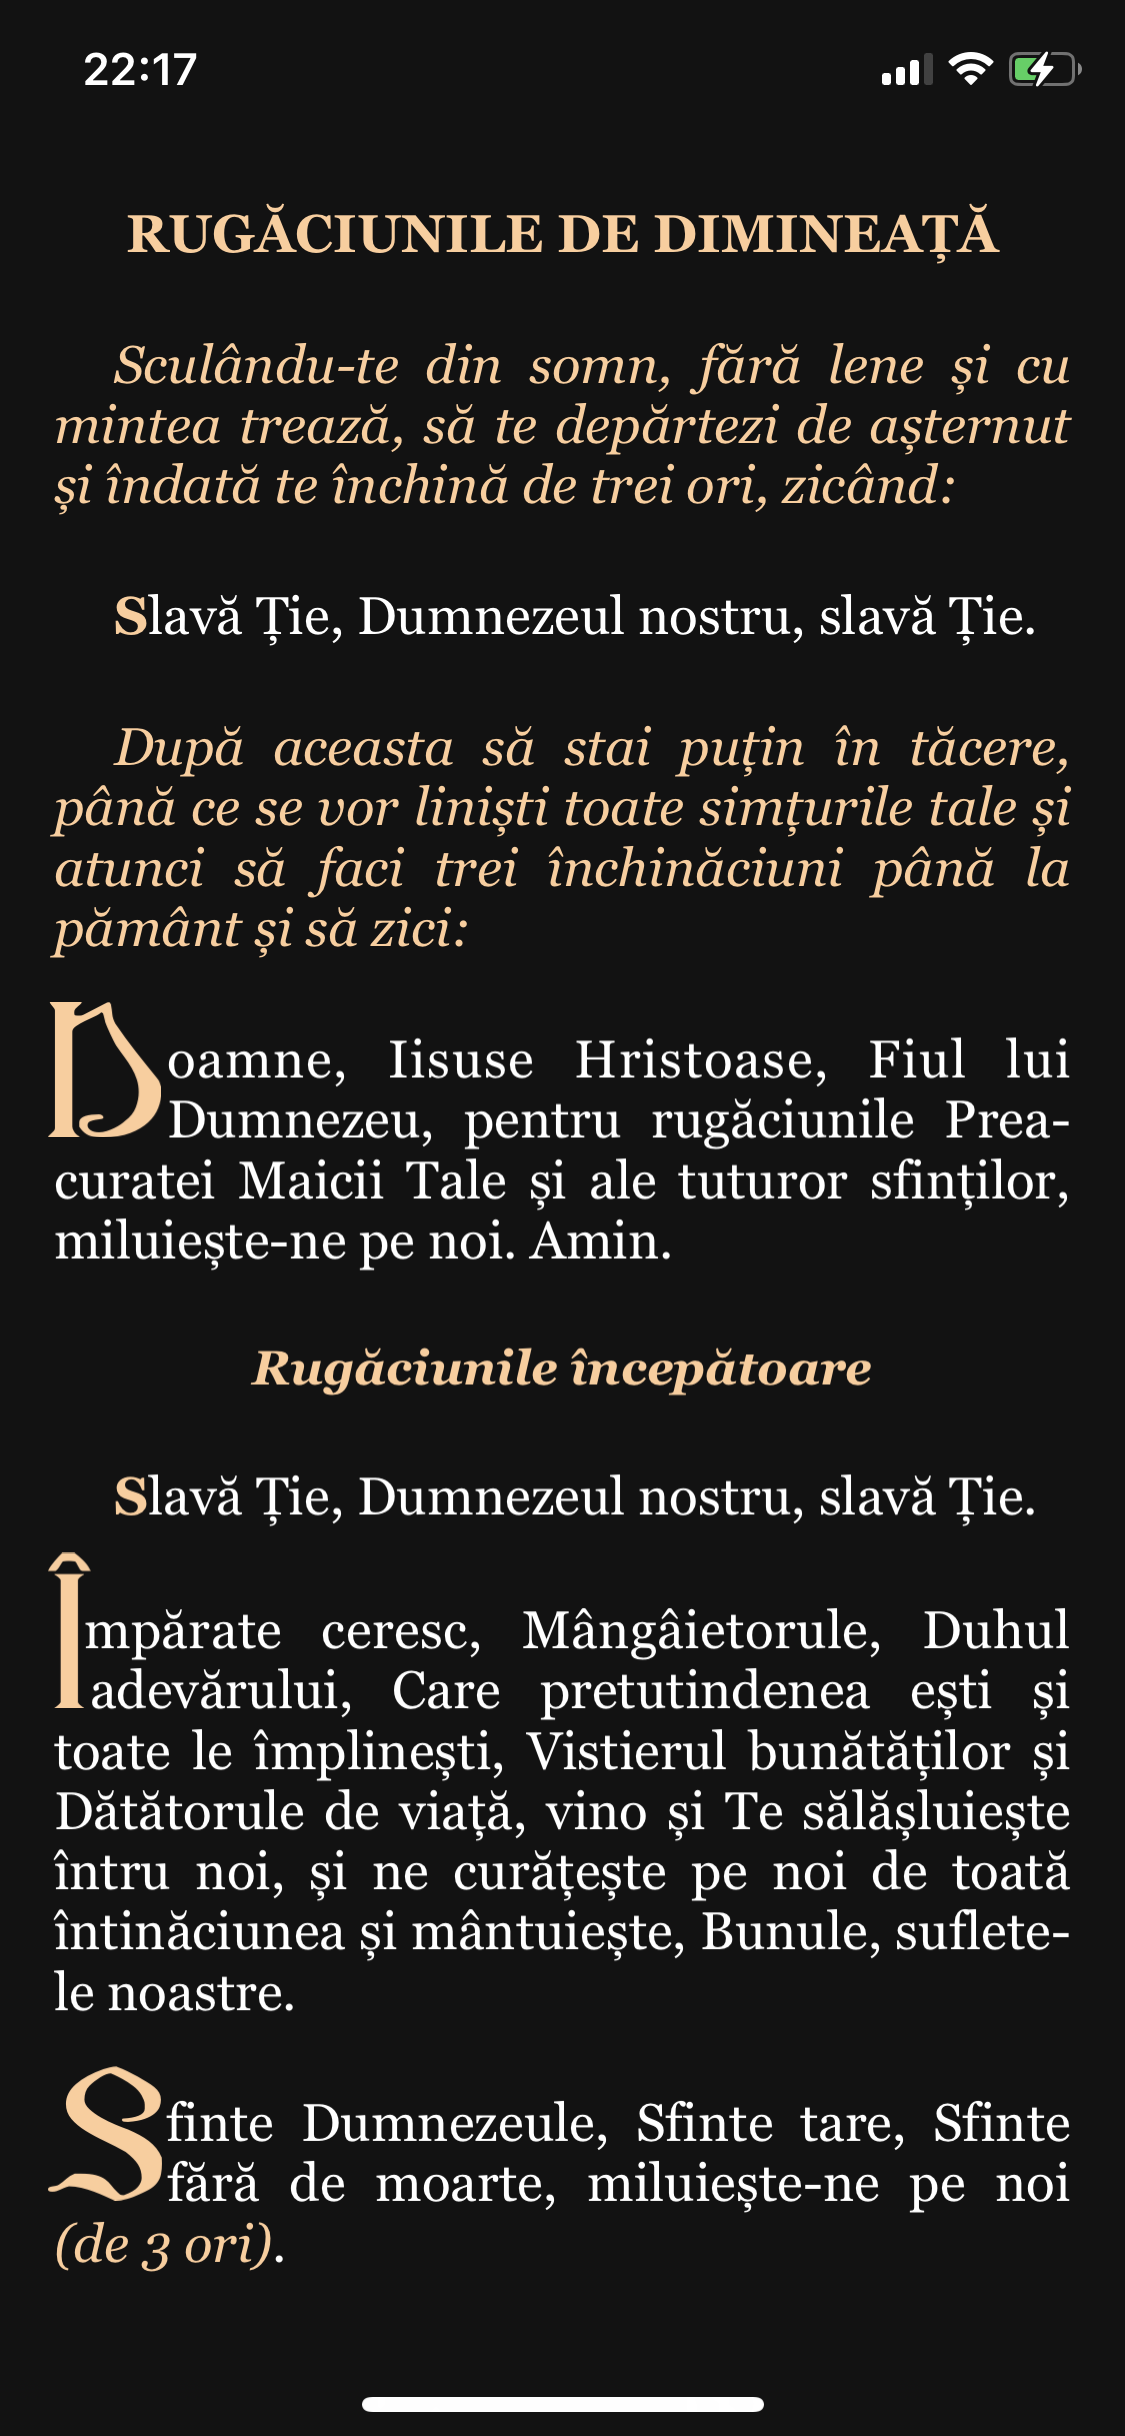 22:17
RUGĂCIUNILE DE DIMINEAȚĂ
Sculându-te din somn, fără lene și cu
mintea trează, să te depărtezi de așternut
și îndată te închină de trei ori, zicând:
Slavă Ție, Dumnezeul nostru, slavă Ție.
După aceasta să stai puțin în tăcere,
până ce se vor liniști toate simțurile tale și
atunci să faci trei închinăciuni până la
pământ și să zici:
Doamne, Iisuse Hristoase, Fiul lui
Dumnezeu, pentru rugăciunile Prea-
curatei Maicii Tale și ale tuturor sfinților,
miluiește-ne pe noi. Amin.
Rugăciunile începătoare
Slavă Ție, Dumnezeul nostru, slavă Ție.
Împărate ceresc, Mângâietorule, Duhul
adevărului, Care pretutindenea ești și
toate le împlinești, Vistierul bunătăților și
Dătătorule de viață, vino și Te sălășluiește
întru noi, și ne curățește pe noi de toată
întinăciunea și mântuiește, Bunule, suflete-
le noastre.
Sfinte Dumnezeule, Sfinte tare, Sfinte
fără de moarte, miluiește-ne pe noi
(de 3 ori).